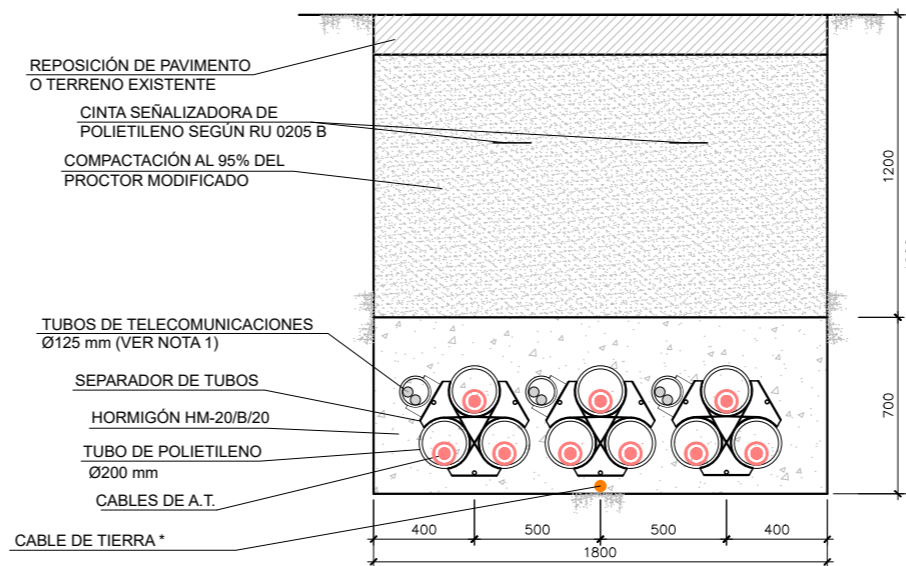 REPOSICIÓN DE PAVIMENTO
O TERRENO EXISTENTE
CINTA SEÑALIZADORA DE
POLIETILENO SEGÚN RU 0205 B
COMPACTACIÓN AL 95% DEL
PROCTOR MODIFICADO
1200
TUBOS DE TELECOMUNICACIONES
Ø125 mm (VER NOTA 1)
SEPARADOR DE TUBOS
HORMIGÓN HM-20/B/20
TUBO DE POLIETILENO
Ø200 mm
CABLES DE A.T.
CABLE DE TIERRA *
700
400
500
500
400
1800